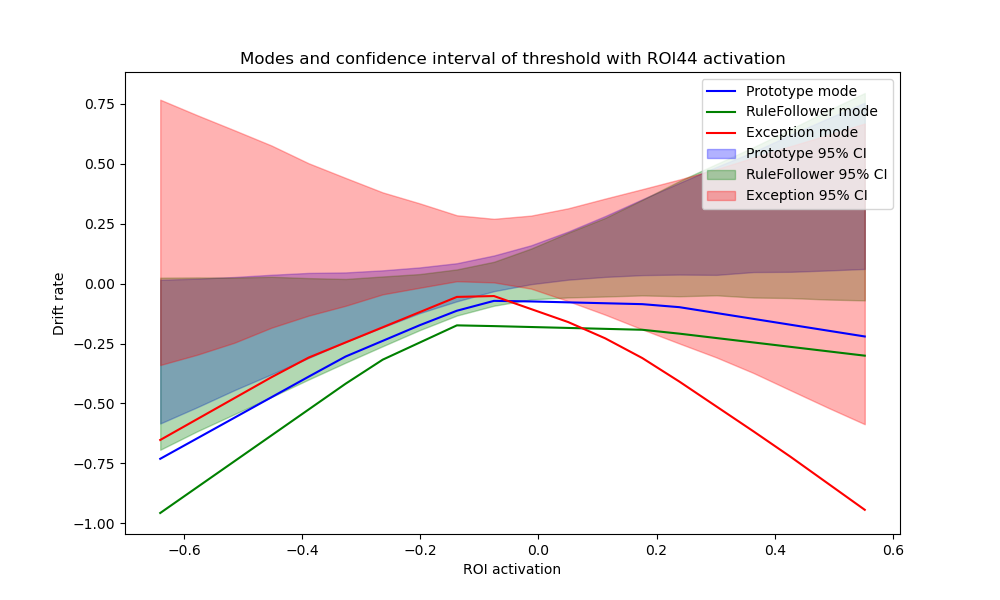 Modes and confidence interval of threshold with ROI44 activation
Prototype mode
RuleFollower mode
Exception mode
Prototype 95% CI
RuleFollower 95% CI
Exception 95% CI
Drift rate
0.75
0.50
0.25
0.00
−0.25
−0.50
−0.75
−1.00
−0.6
−0.4
−0.2
0.0
0.2
0.4
0.6
ROI activation